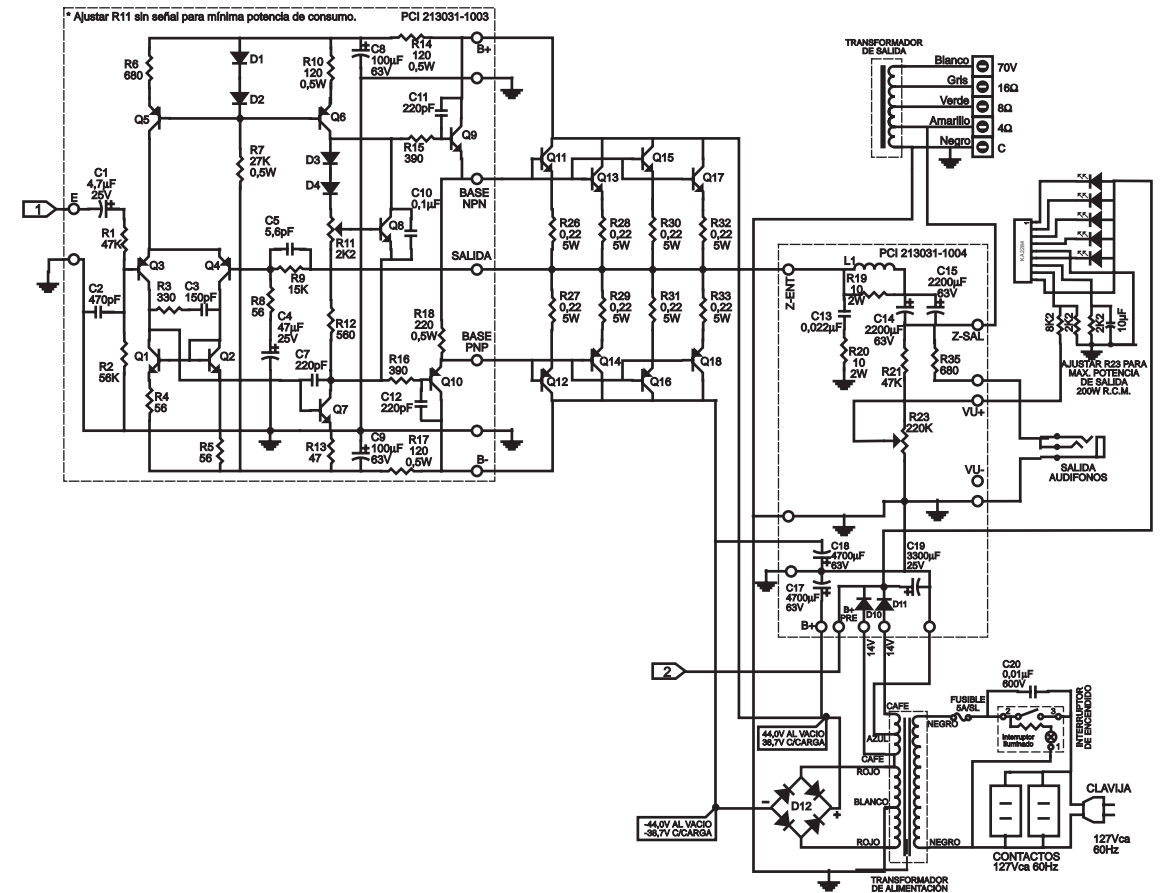 * Ajustar R11 sin señal para mínima potencia de consumo.
PCI 213031-1003
R6
680
D1
D2
R10
120
0,5W
C8
100µF
63V
R14
120
0,5W
B+
C11
220pF
Q5
Q6
Q9
R15
390
R7
27K
0,5W
D3
D4
C10
0,1µF
BASE
NPN
1
E
C1
4,7µF
25V
R1
47K
C5
5,6pF
R11
2K2
Q8
SALIDA
Q3
Q4
R9
15K
C2
470pF
R3
330
C3
150pF
R8
56
C4
47µF
25V
R12
560
R18
220
0,5W
BASE
PNP
Q1
Q2
R2
56K
C7
220pF
R16
390
Q10
R4
56
C12
220pF
Q7
R5
56
R13
47
C9
100µF
63V
R17
120
0,5W
B-
Q11
Q13
Q15
Q17
R26
0,22
5W
R28
0,22
5W
R30
0,22
5W
R32
0,22
5W
R27
0,22
5W
R29
0,22
5W
R31
0,22
5W
R33
0,22
5W
Q12
Q14
Q16
Q18
TRANSFORMADOR
DE SALIDA
Blanco
70V
Gris
16Ω
Verde
8Ω
Amarillo
4Ω
Negro
C
PCI 213031-1004
Z-ENT
L1
R19
10
2W
C15
2200µF
63V
C13
0,022µF
C14
2200µF
63V
Z-SAL
R20
10
2W
R21
47K
R35
680
VU+
R23
220K
VU-
1
KA2284
8K2
2K2
2K2
10µF
AJUSTAR R23 PARA
MAX. POTENCIA
DE SALIDA
200W R.C.M.
SALIDA
AUDIFONOS
C18
4700µF
63V
C19
3300µF
25V
C17
4700µF
63V
B+
B+
PRE
D10
D11
14V
14V
2
44,0V AL VACIO
36,7V C/CARGA
-44,0V AL VACIO
-36,7V C/CARGA
D12
-
+
CAFE
AZUL
CAFE
ROJO
BLANCO
ROJO
NEGRO
NEGRO
TRANSFORMADOR
DE ALIMENTACIÓN
FUSIBLE
5A/SL
C20
0,01µF
600V
2
3
1
Interruptor
Iluminado
INTERRUPTOR
DE ENCENDIDO
CONTACTOS
127Vca 60Hz
CLAVIJA
127Vca
60Hz